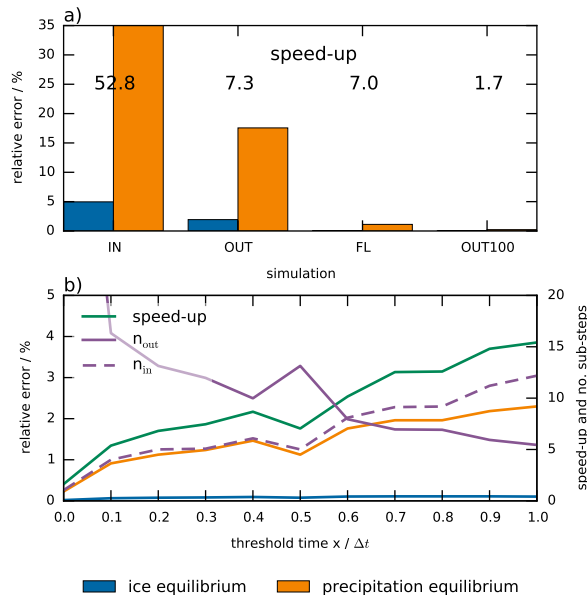 a)
speed-up
52.8 7.3 7.0 1.7
35
30
25
20
15
10
5
0
relative error / %
IN OUT FL OUT100
simulation
b)
5
4
3
2
1
0
relative error / %
speed-up
n_out
n_in
20
15
10
5
0
speed-up and no. sub-steps
0.0 0.1 0.2 0.3 0.4 0.5 0.6 0.7 0.8 0.9 1.0
threshold time x / Δt
ice equilibrium precipitation equilibrium